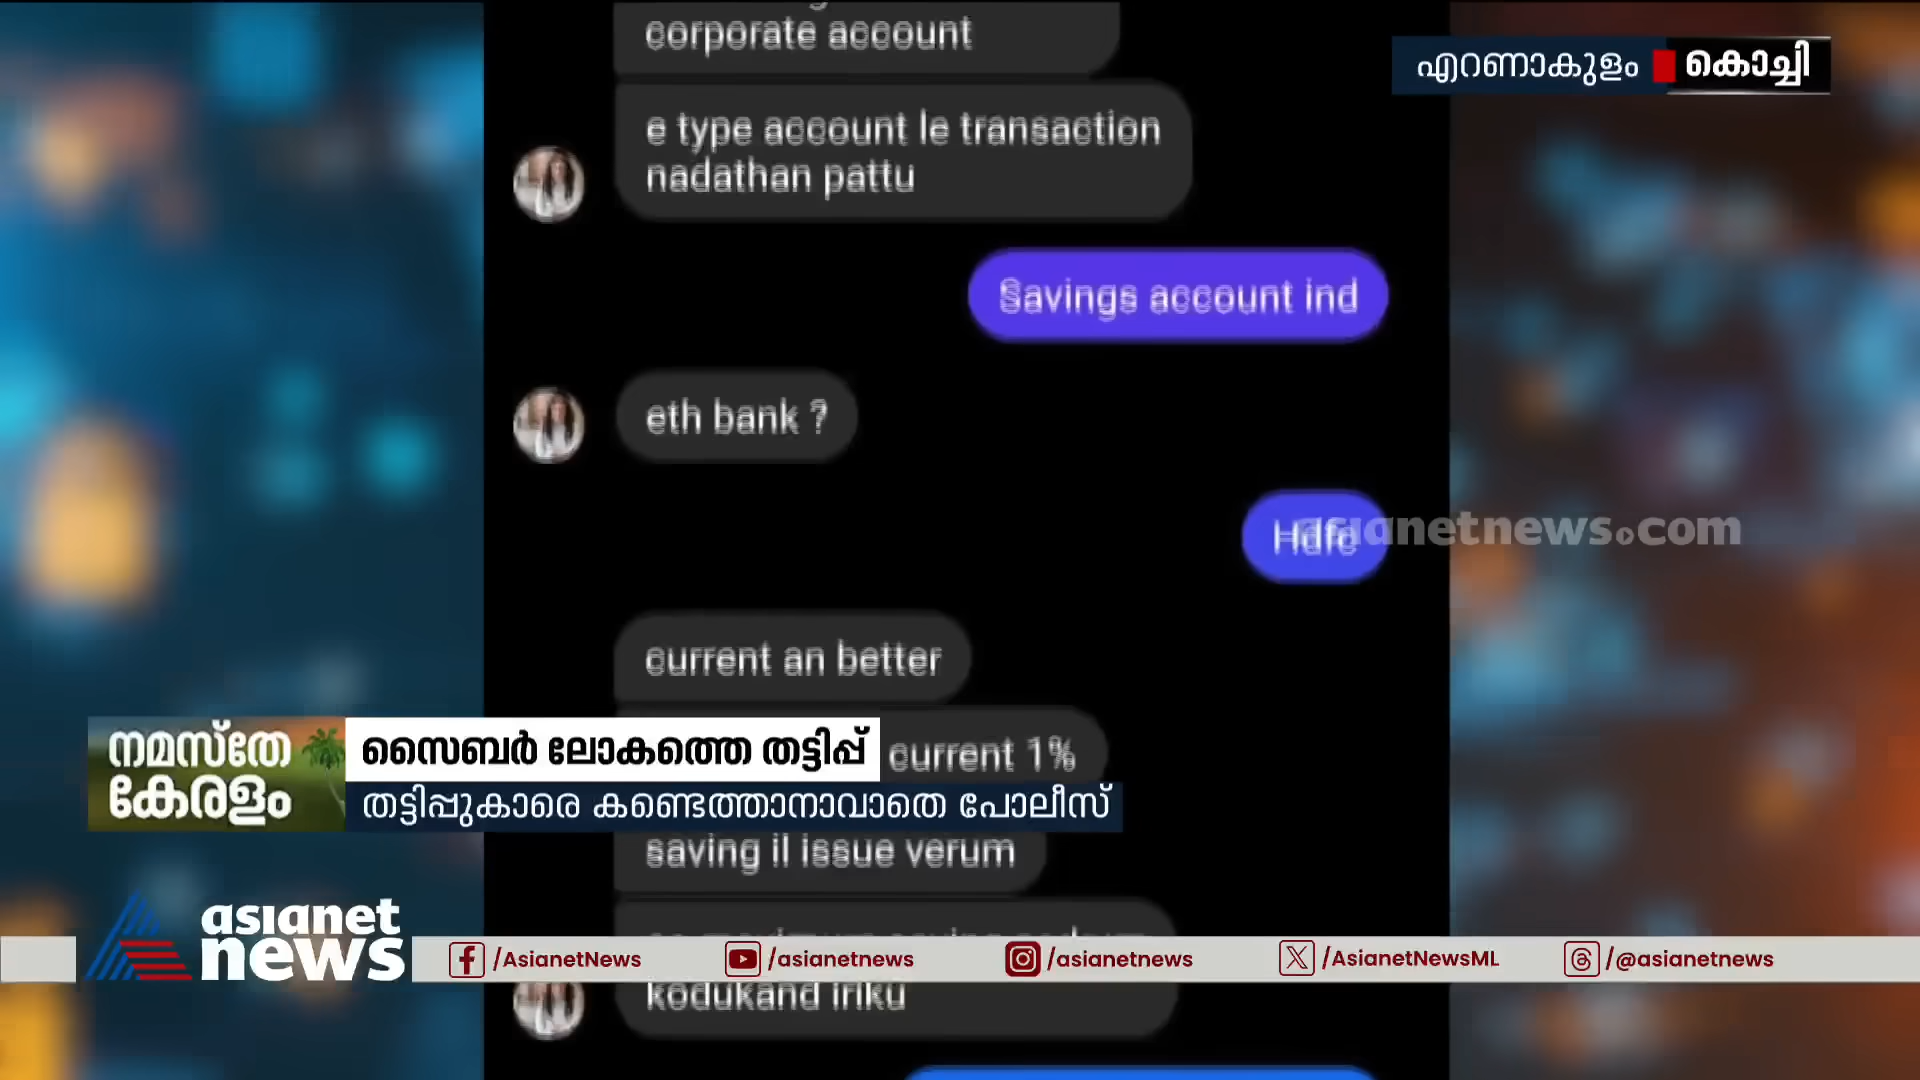 corporate account
എറണാകുളം കൊച്ചി
e type account le transaction
nadathan pattu
Savings account ind
eth bank ?
Hdfc
asianetnews.com
current an better
current 1%
നമസ്തേ
കേരളം
സൈബർ ലോകത്തെ തട്ടിപ്പ്
തട്ടിപ്പുകാരെ കണ്ടെത്താനാവാതെ പോലീസ്
saving il issue verum
asianet
news
/AsianetNews
/asianetnews
/asianetnews
/AsianetNewsML
/@asianetnews
kodukand iriku